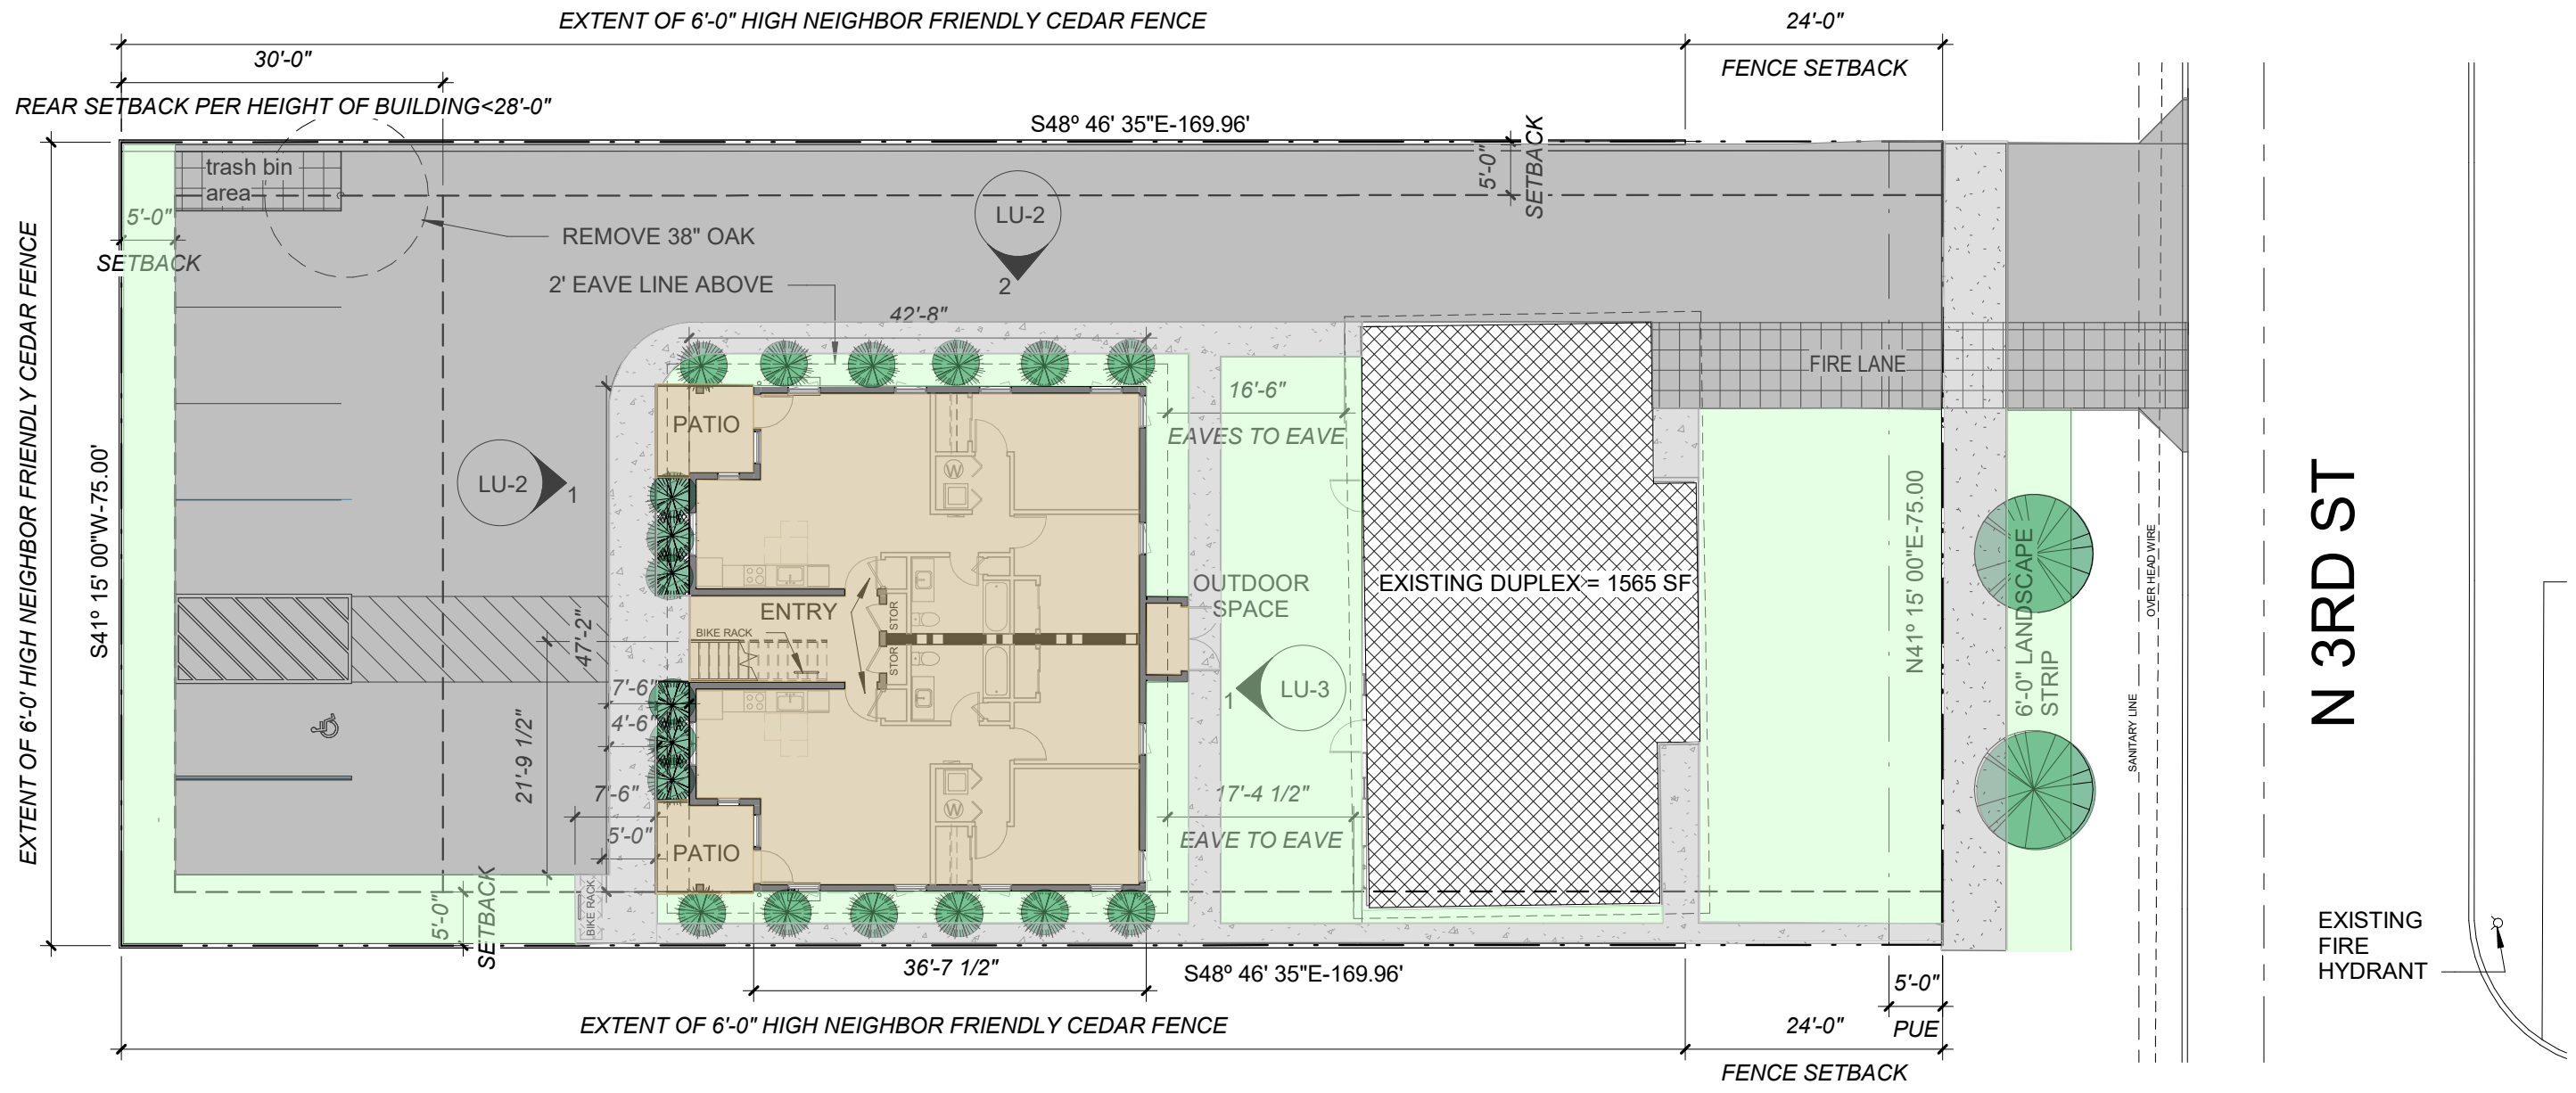 EXTENT OF 6'-0" HIGH NEIGHBOR FRIENDLY CEDAR FENCE
24'-0"
30'-0"
FENCE SETBACK
REAR SETBACK PER HEIGHT OF BUILDING<28'-0"
S48º 46' 35"E-169.96'
5'-0"
SETBACK
trash bin
area
5'-0"
SETBACK
REMOVE 38" OAK
LU-2
2
2' EAVE LINE ABOVE
42'-8"
EXTENT OF 6'-0' HIGH NEIGHBOR FRIENDLY CEDAR FENCE
S41º 15' 00"W-75.00'
FIRE LANE
16'-6"
EAVES TO EAVE
PATIO
W
LU-2
1
N 3RD ST
N41º 15' 00"E-75.00
6'-0" LANDSCAPE
STRIP
OVER HEAD WIRE
SANITARY LINE
OUTDOOR
SPACE
EXISTING DUPLEX = 1565 SF
ENTRY
BIKE RACK
STOR
STOR
47'-2"
7'-6"
4'-6"
21'-9 1/2"
LU-3
1
7'-6"
5'-0"
17'-4 1/2"
EAVE TO EAVE
W
PATIO
BIKE RACK
5'-0"
SETBACK
36'-7 1/2"
S48º 46' 35"E-169.96'
EXISTING
FIRE
HYDRANT
5'-0"
PUE
EXTENT OF 6'-0" HIGH NEIGHBOR FRIENDLY CEDAR FENCE
24'-0"
FENCE SETBACK